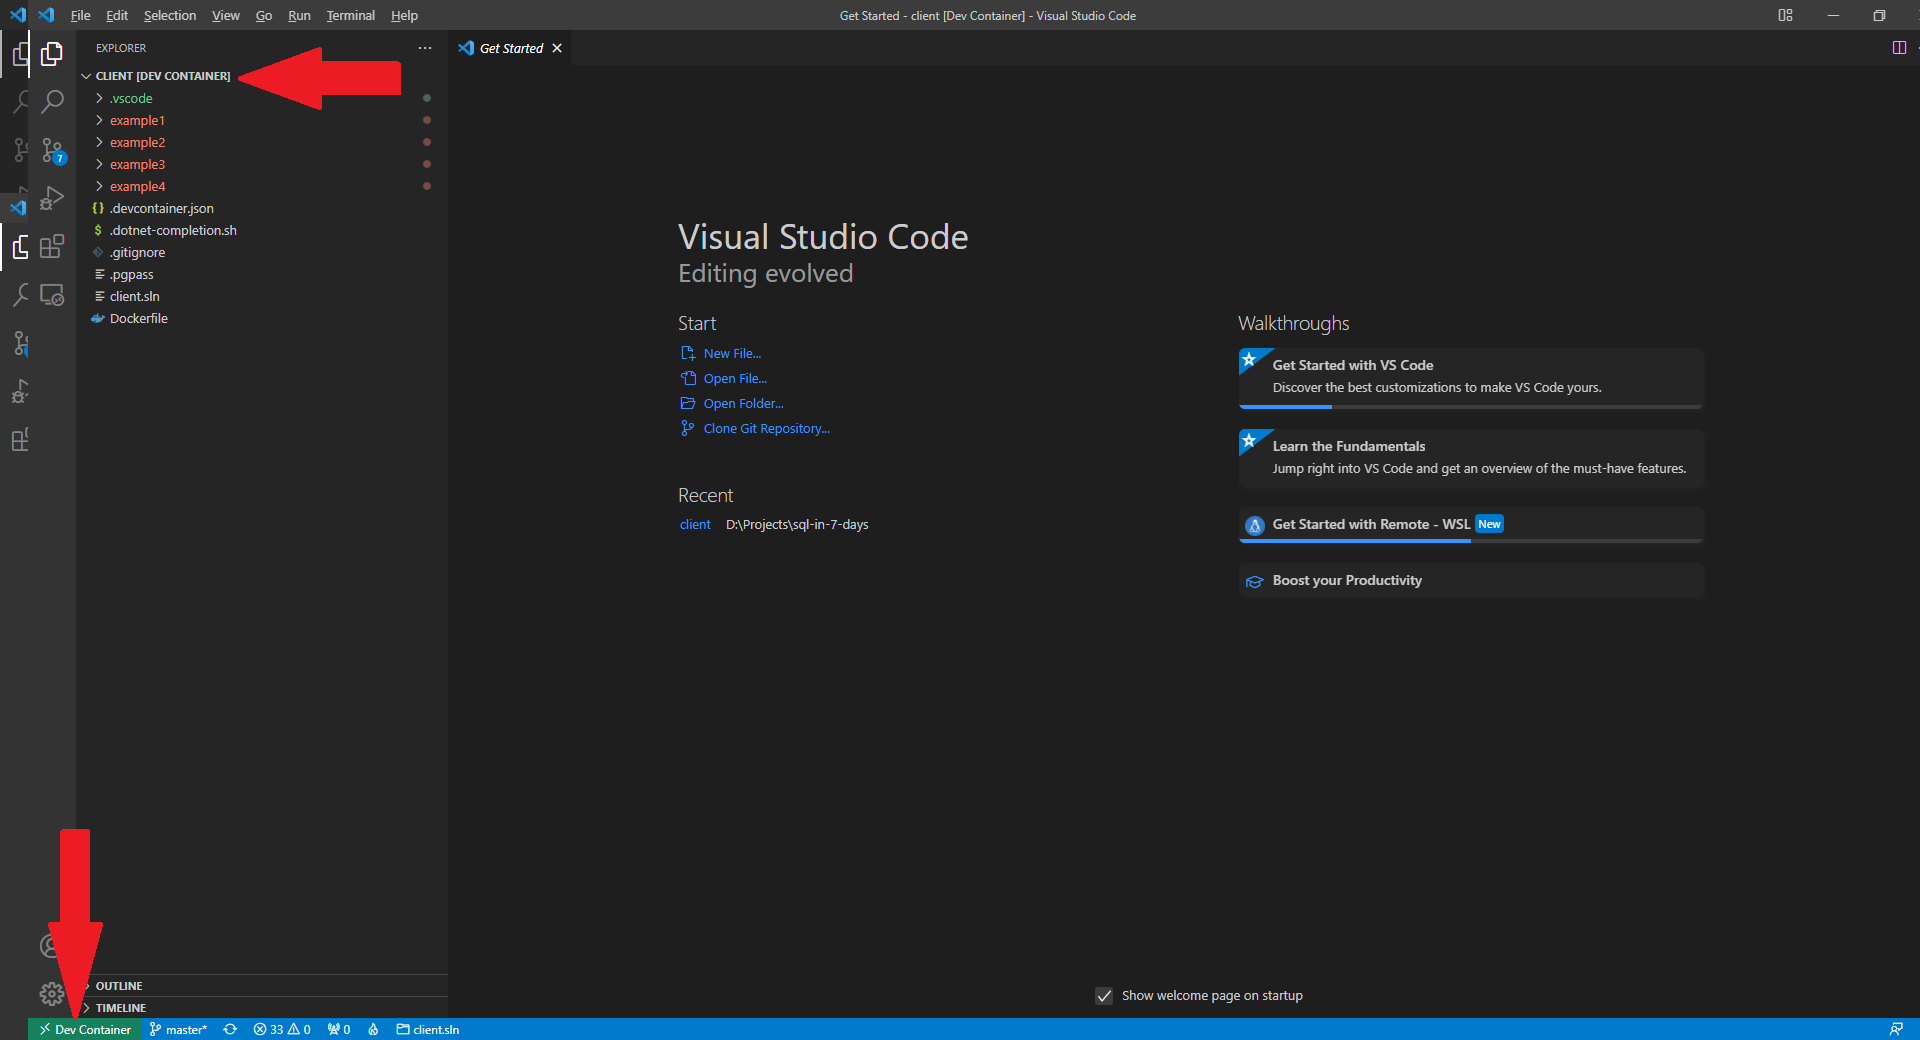 File Edit Selection View Go Run Terminal Help
Get Started - client [Dev Container] - Visual Studio Code
EXPLORER
Get Started
CLIENT [DEV CONTAINER]
.vscode
example1
example2
example3
example4
.devcontainer.json
.dotnet-completion.sh
.gitignore
.pgpass
client.sln
Dockerfile
7
Visual Studio Code
Editing evolved
Start
New File...
Open File...
Open Folder...
Clone Git Repository...
Recent
client D:\Projects\sql-in-7-days
Walkthroughs
Get Started with VS Code
Discover the best customizations to make VS Code yours.
Learn the Fundamentals
Jump right into VS Code and get an overview of the must-have features.
Get Started with Remote - WSL New
Boost your Productivity
Show welcome page on startup
OUTLINE
TIMELINE
Dev Container master* 33 0 0 client.sln